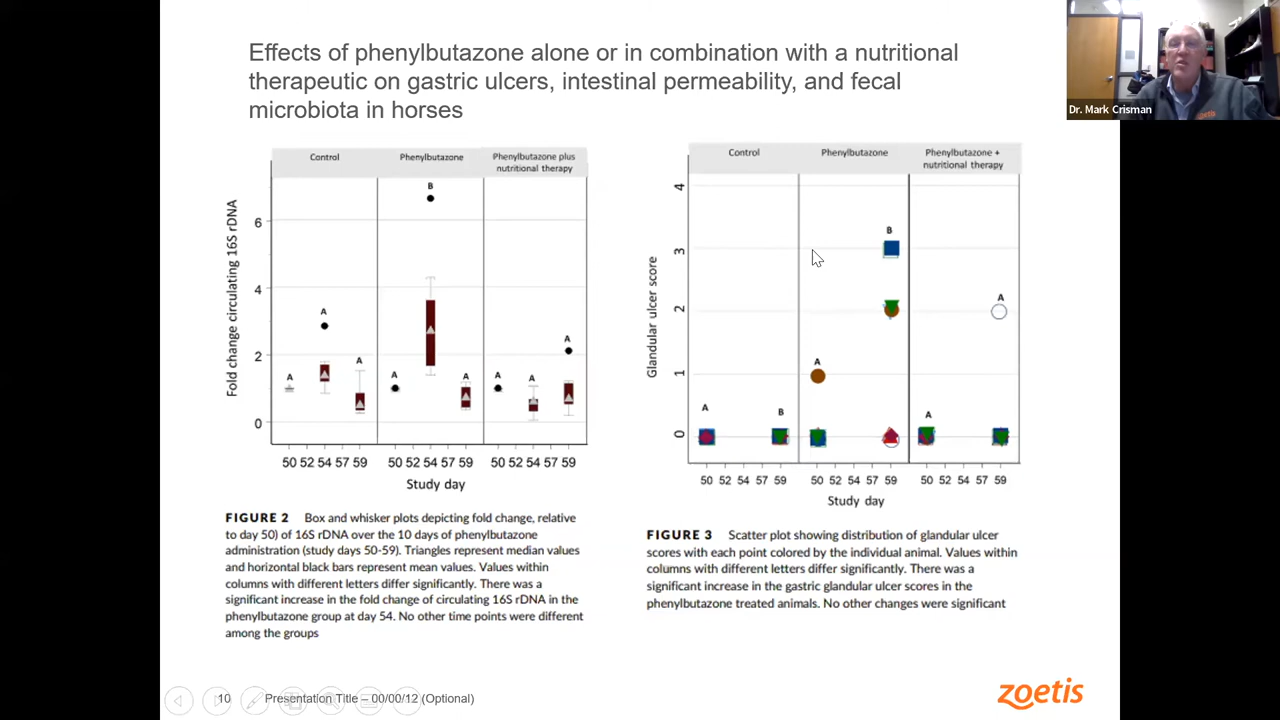 Effects of phenylbutazone alone or in combination with a nutritional
therapeutic on gastric ulcers, intestinal permeability, and fecal
microbiota in horses
zoetis
Dr. Mark Crisman
Control
Phenylbutazone
Phenylbutazone plus
nutritional therapy
Fold change circulating 16S rDNA
6
4
2
0
A
A
A
A
B
A
A
A
A
50 52 54 57 59
50 52 54 57 59
50 52 54 57 59
Study day
FIGURE 2 Box and whisker plots depicting fold change, relative
to day 50) of 16S rDNA over the 10 days of phenylbutazone
administration (study days 50-59). Triangles represent median values
and horizontal black bars represent mean values. Values within
columns with different letters differ significantly. There was a
significant increase in the fold change of circulating 16S rDNA in the
phenylbutazone group at day 54. No other time points were different
among the groups
Control
Phenylbutazone
Phenylbutazone +
nutritional therapy
Glandular ulcer score
4
3
2
1
0
A
B
A
B
A
A
50 52 54 57 59
50 52 54 57 59
50 52 54 57 59
Study day
FIGURE 3 Scatter plot showing distribution of glandular ulcer
scores with each point colored by the individual animal. Values within
columns with different letters differ significantly. There was a
significant increase in the gastric glandular ulcer scores in the
phenylbutazone treated animals. No other changes were significant
10 Presentation Title – 00/00/12 (Optional)
zoetis